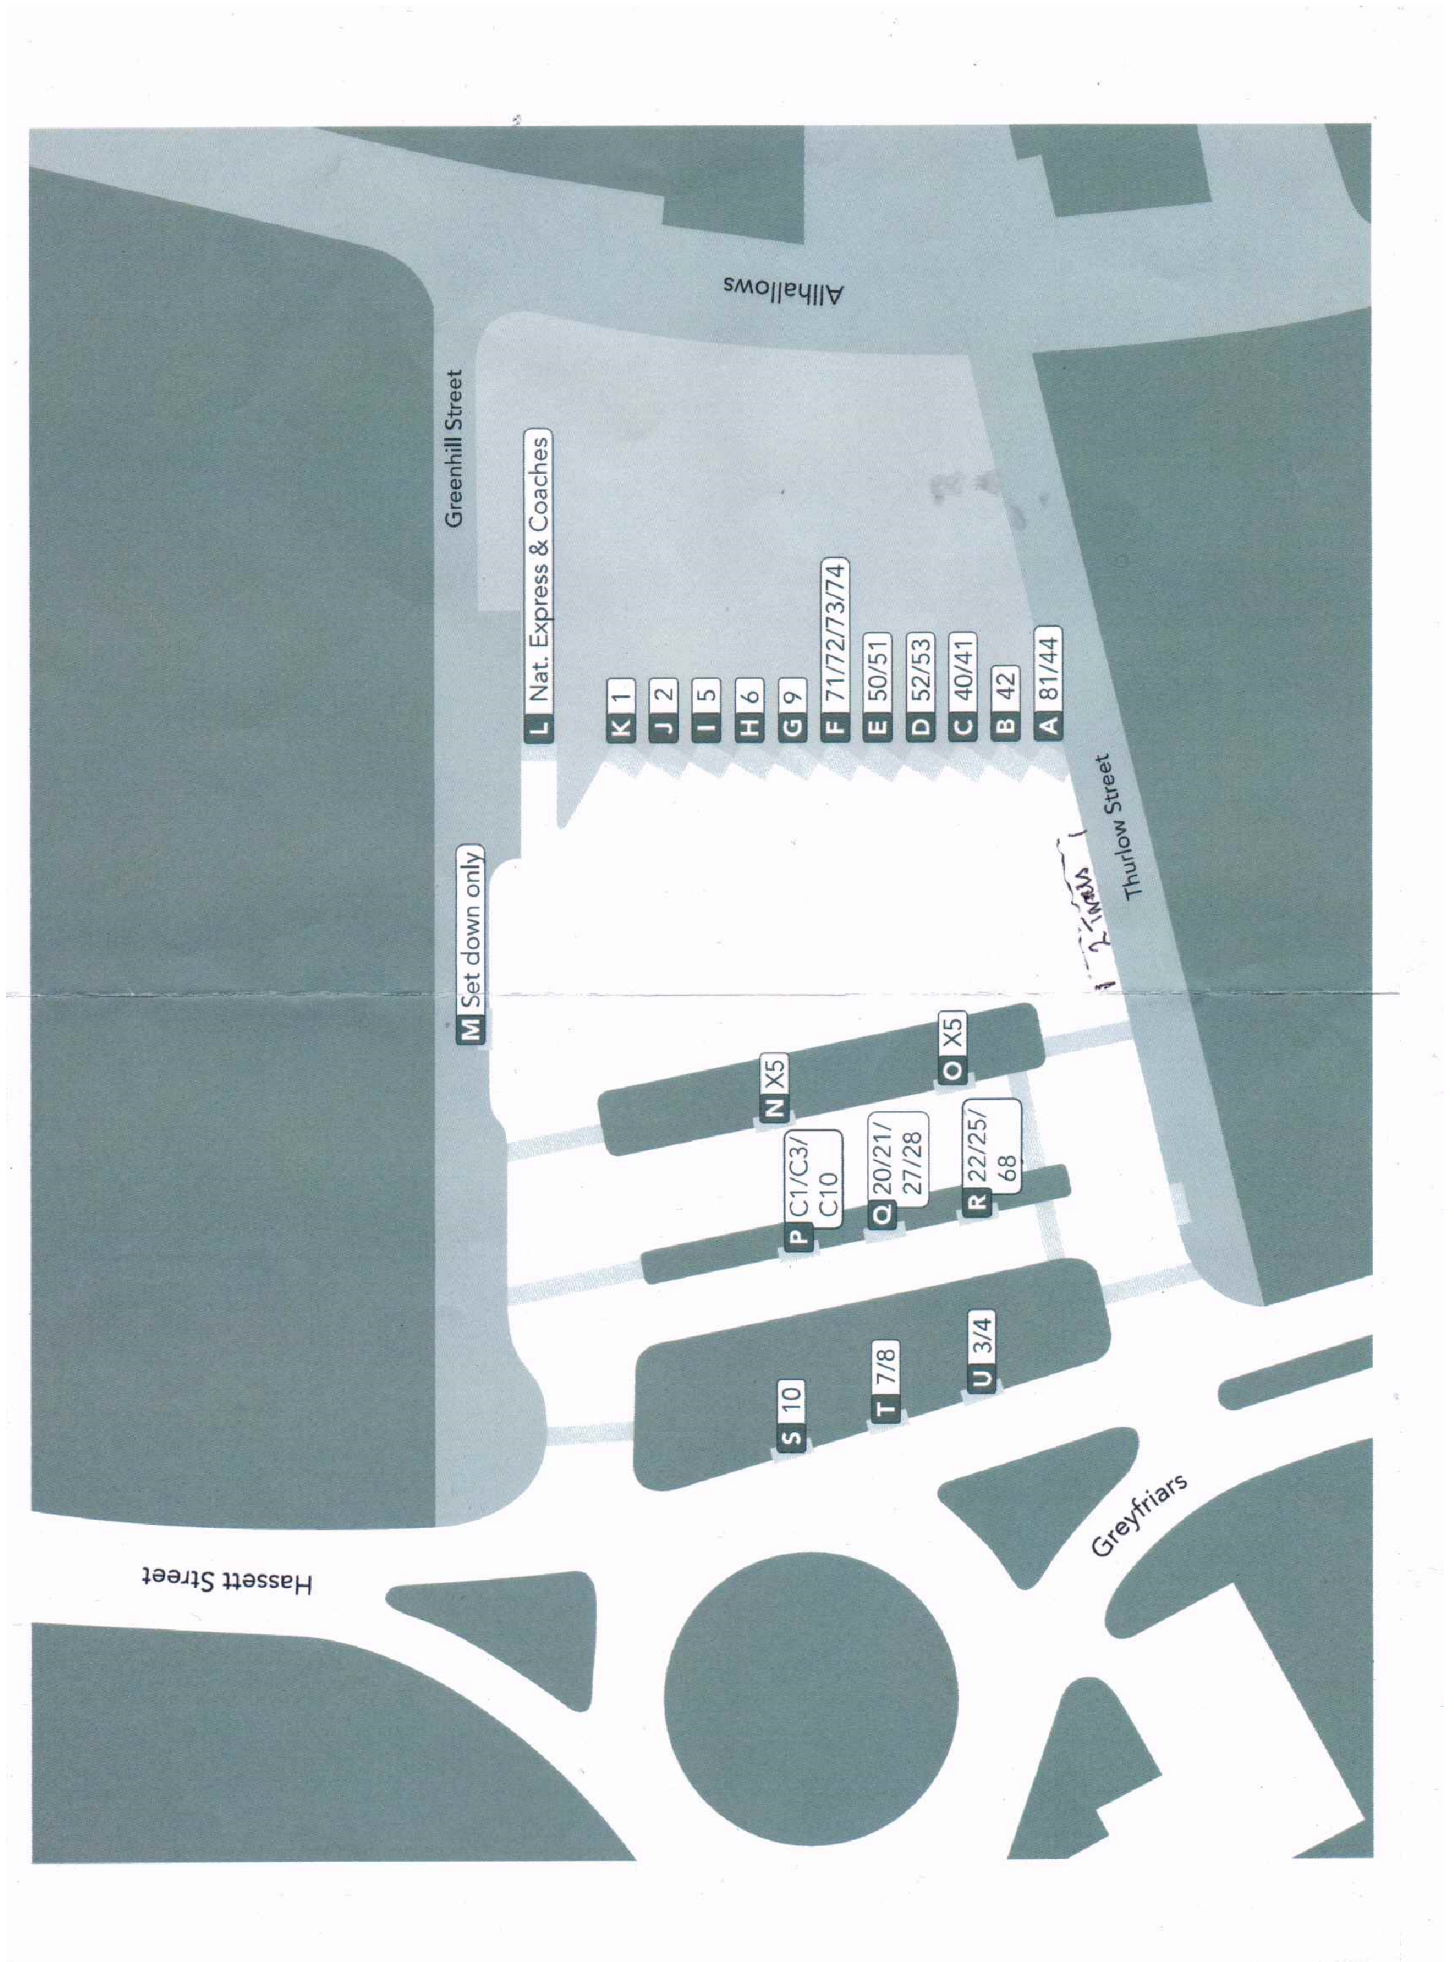 Allhallows
Greenhill Street
L Nat. Express & Coaches
K 1
J 2
I 5
H 6
G 9
F 71/72/73/74
E 50/51
D 52/53
C 40/41
B 42
A 81/44
Thurlow Street
M Set down only
N X5
O X5
P C1/C3/
C10
Q 20/21/
27/28
R 22/25/
68
S 10
T 7/8
U 3/4
Greyfriars
Hassett Street